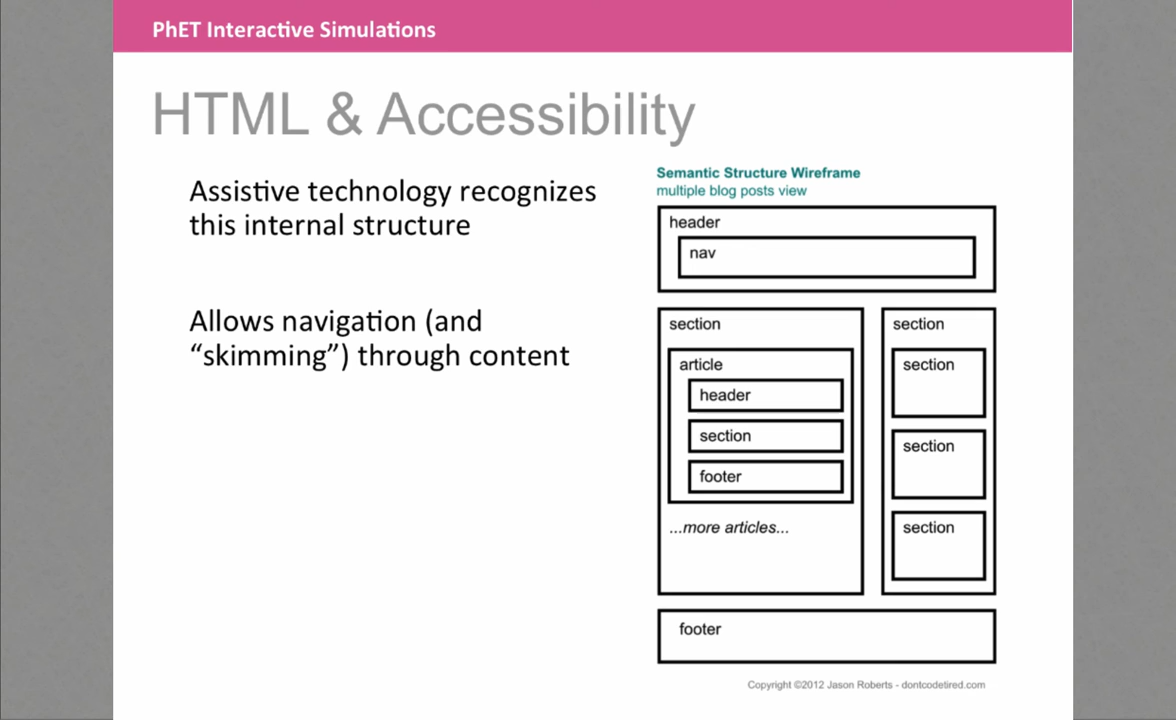 PhET Interactive Simulations
HTML & Accessibility
Assistive technology recognizes
this internal structure
Allows navigation (and
“skimming”) through content
Semantic Structure Wireframe
multiple blog posts view
header
nav
section
article
header
section
footer
...more articles...
section
section
section
section
footer
Copyright ©2012 Jason Roberts - dontcodetired.com